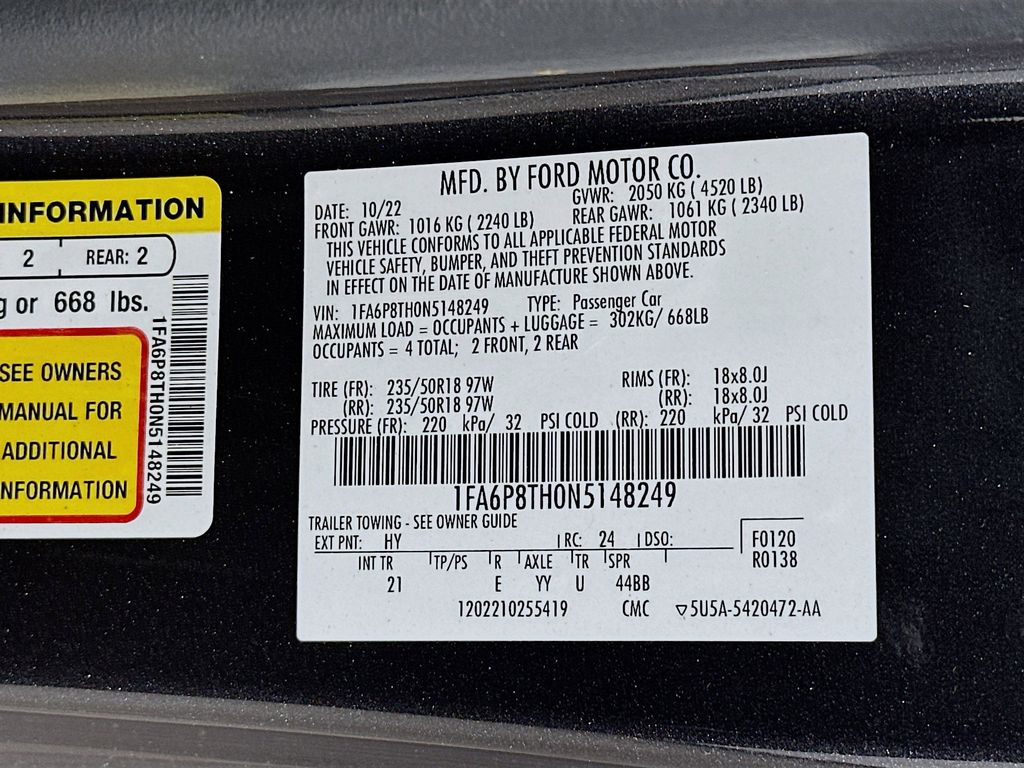 INFORMATION
2 REAR: 2
g or 668 lbs.
SEE OWNERS
MANUAL FOR
ADDITIONAL
INFORMATION
1FA6P8TH0N5148249
MFD. BY FORD MOTOR CO.
DATE: 10/22 GVWR: 2050 KG ( 4520 LB)
FRONT GAWR: 1016 KG ( 2240 LB) REAR GAWR: 1061 KG ( 2340 LB)
THIS VEHICLE CONFORMS TO ALL APPLICABLE FEDERAL MOTOR
VEHICLE SAFETY, BUMPER, AND THEFT PREVENTION STANDARDS
IN EFFECT ON THE DATE OF MANUFACTURE SHOWN ABOVE.
VIN: 1FA6P8TH0N5148249 TYPE: Passenger Car
MAXIMUM LOAD = OCCUPANTS + LUGGAGE = 302KG/ 668LB
OCCUPANTS = 4 TOTAL; 2 FRONT, 2 REAR
TIRE (FR): 235/50R18 97W RIMS (FR): 18x8.0J
(RR): 235/50R18 97W (RR): 18x8.0J
PRESSURE (FR): 220 kPa/ 32 PSI COLD (RR): 220 kPa/ 32 PSI COLD
1FA6P8TH0N5148249
TRAILER TOWING - SEE OWNER GUIDE
EXT PNT: HY RC: 24 DSO: F0120
INT TR TP/PS R AXLE TR SPR R0138
21 E YY U 44BB
1202210255419 CMC ▽5U5A-5420472-AA